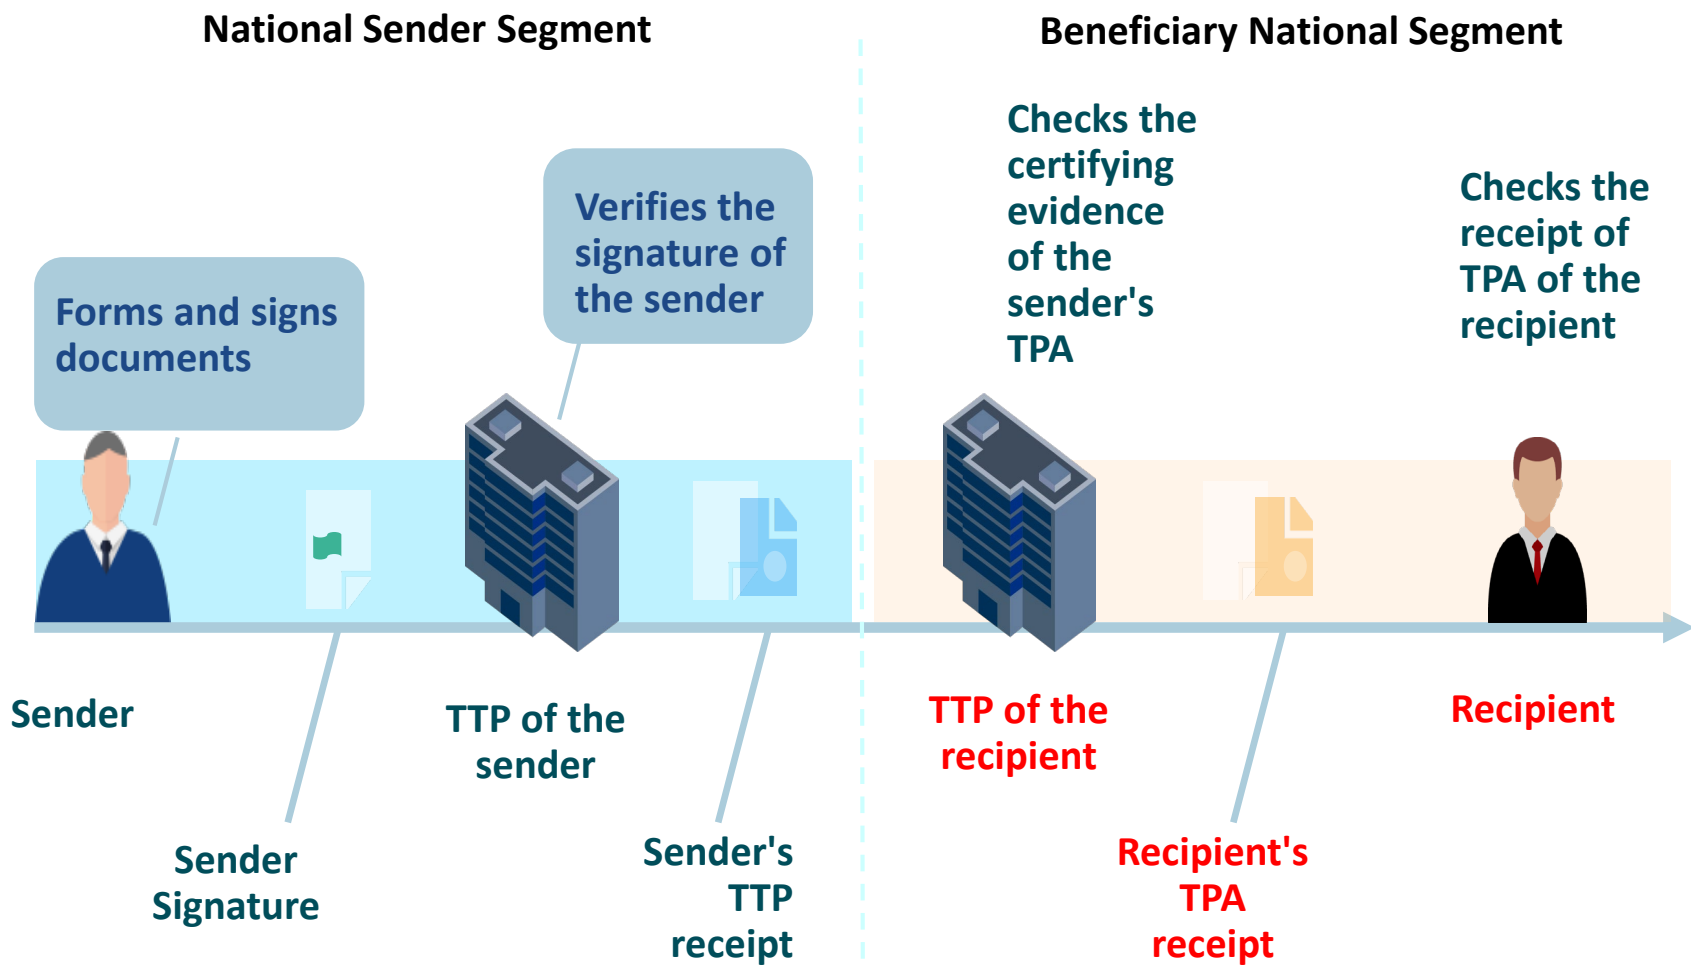 National Sender Segment
Beneficiary National Segment
Forms and signs
documents
Verifies the
signature of
the sender
Checks the
certifying
evidence
of the
sender's
TPA
Checks the
receipt of
TPA of the
recipient
Sender
Sender
Signature
TTP of the
sender
Sender's
TTP
receipt
TTP of the
recipient
Recipient's
TPA
receipt
Recipient